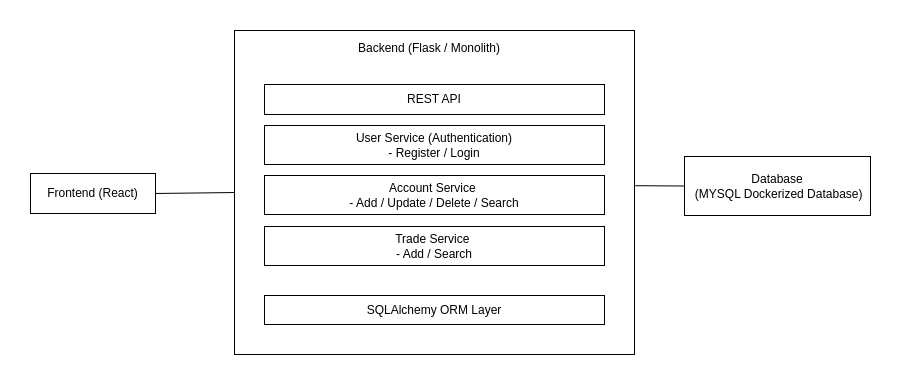 Backend (Flask / Monolith)
REST API
User Service (Authentication)
- Register / Login
Account Service
- Add / Update / Delete / Search
Trade Service
- Add / Search
SQLAlchemy ORM Layer
Frontend (React)
Database
(MYSQL Dockerized Database)